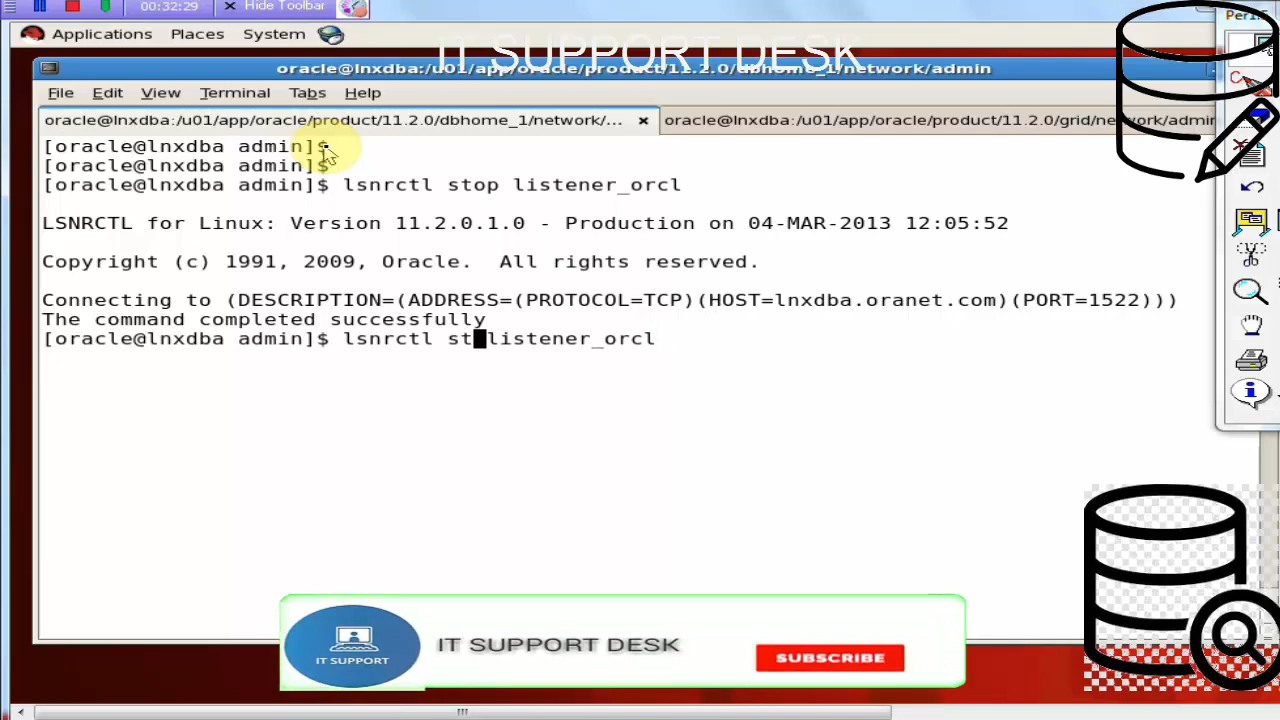 00:32:29 Hide Toolbar
Applications Places System
IT SUPPORT DESK
oracle@lnxdba:/u01/app/oracle/product/11.2.0/dbhome_1/network/admin
File Edit View Terminal Tabs Help
oracle@lnxdba:/u01/app/oracle/product/11.2.0/dbhome_1/network/... oracle@lnxdba:/u01/app/oracle/product/11.2.0/grid/network/admin
[oracle@lnxdba admin]$
[oracle@lnxdba admin]$
[oracle@lnxdba admin]$ lsnrctl stop listener_orcl
LSNRCTL for Linux: Version 11.2.0.1.0 - Production on 04-MAR-2013 12:05:52
Copyright (c) 1991, 2009, Oracle.  All rights reserved.
Connecting to (DESCRIPTION=(ADDRESS=(PROTOCOL=TCP)(HOST=lnxdba.oranet.com)(PORT=1522)))
The command completed successfully
[oracle@lnxdba admin]$ lsnrctl st listener_orcl
IT SUPPORT
IT SUPPORT DESK
SUBSCRIBE